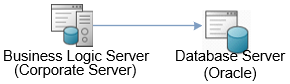 Business Logic Server
(Corporate Server)
Database Server
(Oracle)